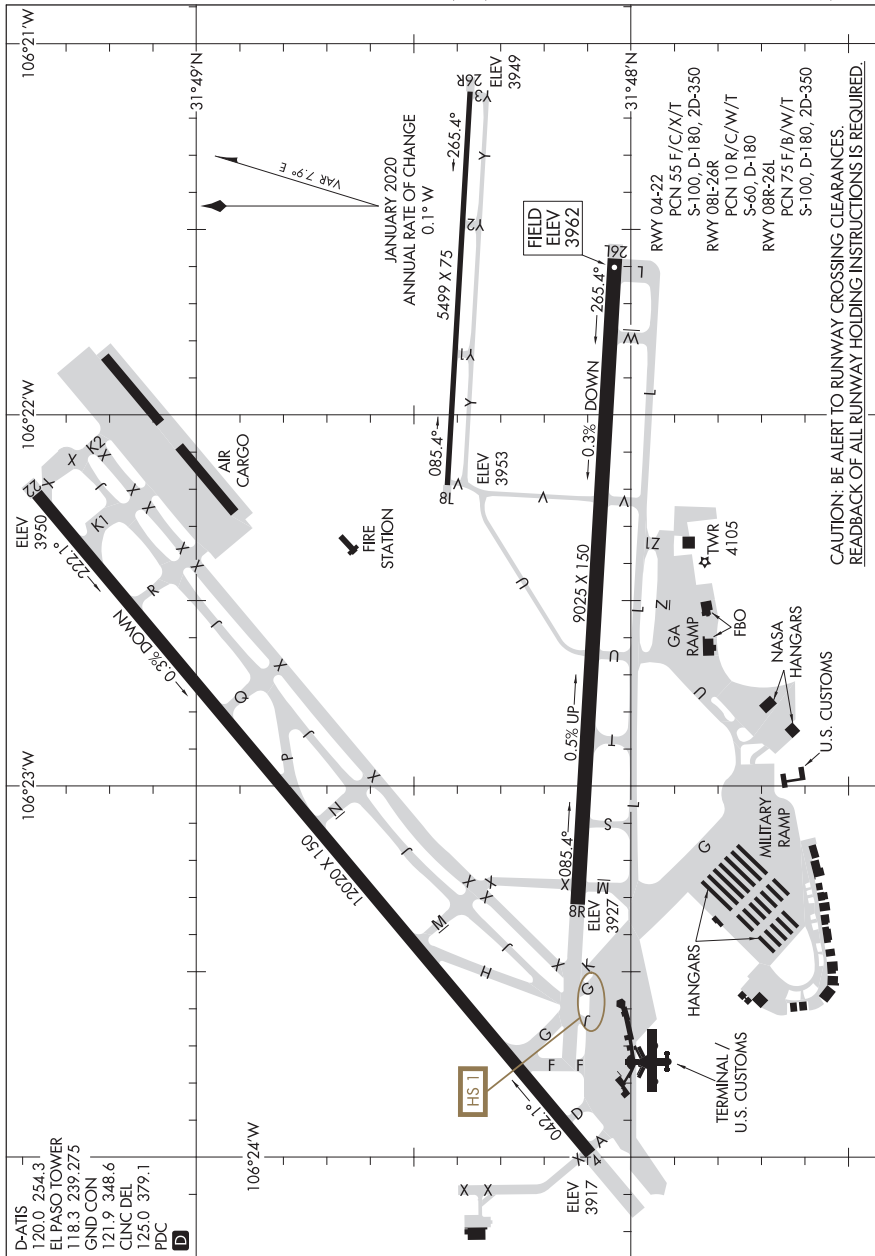 D-ATIS
120.0 254.3
EL PASO TOWER
118.3 239.275
GND CON
121.9 348.6
CLNC DEL
125.0 379.1
PDC
D
106°24'W
106°23'W
106°22'W
106°21'W
31°49'N
31°48'N
JANUARY 2020
ANNUAL RATE OF CHANGE
0.1° W
VAR 7.9° E
ELEV
3950
22
222.1°
0.3% DOWN
12020 X 150
042.1°
4
ELEV
3917
X
X
X
A
D
F
F
G
J
G
HS 1
K
X
H
J
M
X
X
X
J
N
X
P
J
Q
X
J
R
X
X
K1
X
J
X
K2
X
X
AIR
CARGO
FIRE
STATION
8L
085.4°
5499 X 75
265.4°
26R
ELEV
3949
ELEV
3953
V
Y
Y1
Y2
Y
Y3
U
V
V
FIELD
ELEV
3962
8R
ELEV
3927
X
085.4°
0.5% UP
9025 X 150
0.3% DOWN
265.4°
26L
M
S
T
U
W
L
L
L
L
G
U
Z
Z1
GA
RAMP
FBO
TWR
4105
NASA
HANGARS
U.S. CUSTOMS
MILITARY
RAMP
HANGARS
TERMINAL /
U.S. CUSTOMS
RWY 04-22
PCN 55 F/C/X/T
S-100, D-180, 2D-350
RWY 08L-26R
PCN 10 R/C/W/T
S-60, D-180
RWY 08R-26L
PCN 75 F/B/W/T
S-100, D-180, 2D-350
CAUTION: BE ALERT TO RUNWAY CROSSING CLEARANCES.
READBACK OF ALL RUNWAY HOLDING INSTRUCTIONS IS REQUIRED.